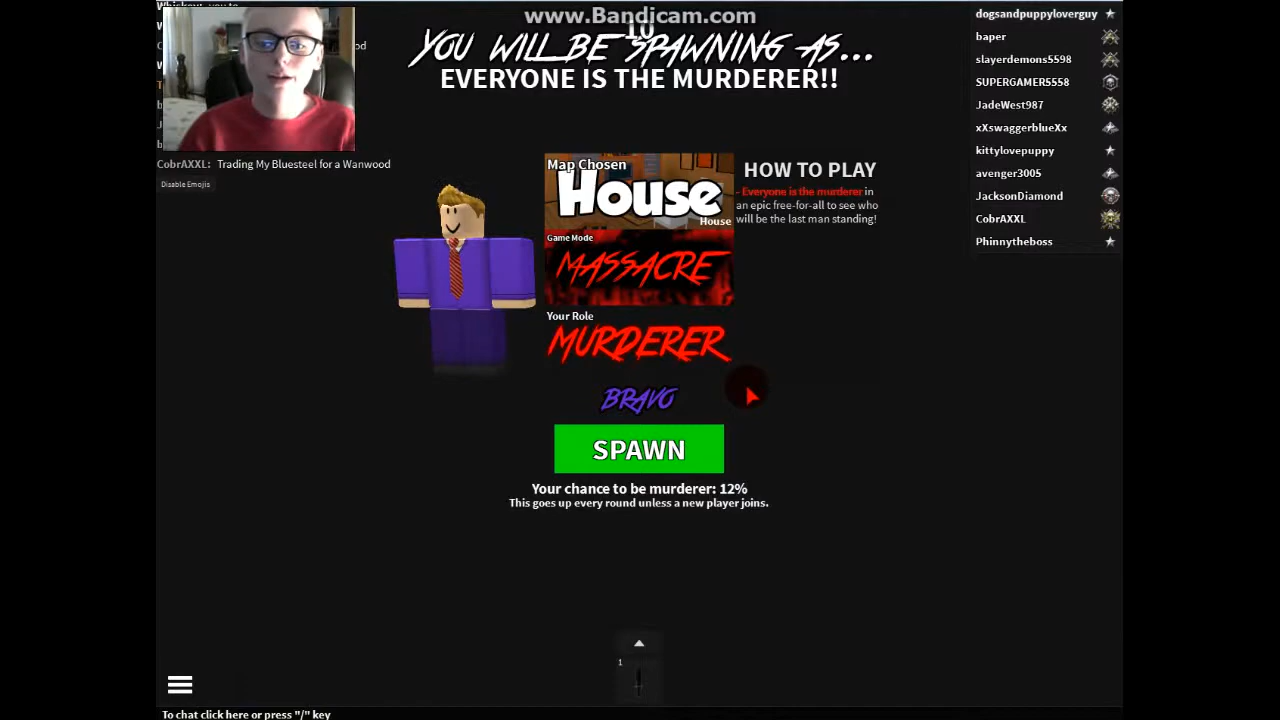 www.Bandicam.com
10
YOU WILL BE SPAWNING AS...
EVERYONE IS THE MURDERER!!
Whiskey: you to
CobrAXXL: Trading My Bluesteel for a Wanwood
Disable Emojis
Map Chosen
House
House
Game Mode
MASSACRE
Your Role
MURDERER
BRAVO
SPAWN
Your chance to be murderer: 12%
This goes up every round unless a new player joins.
HOW TO PLAY
- Everyone is the murderer in
an epic free-for-all to see who
will be the last man standing!
dogsandpuppyloverguy
baper
slayerdemons5598
SUPERGAMER5558
JadeWest987
xXswaggerblueXx
kittylovepuppy
avenger3005
JacksonDiamond
CobrAXXL
Phinnytheboss
1
To chat click here or press "/" key